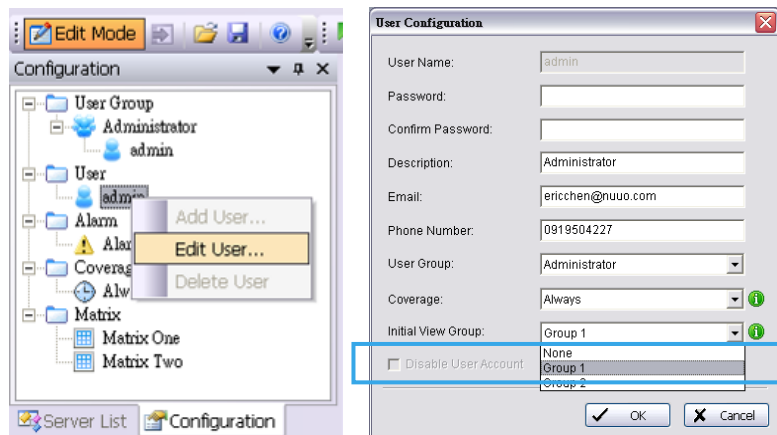 Edit Mode
Configuration
User Group
Administrator
admin
User
admin
Add User...
Edit User...
Delete User
Alarm
Alar
Coverag
Alw
Matrix
Matrix One
Matrix Two
Server List
Configuration
User Configuration
User Name: admin
Password:
Confirm Password:
Description: Administrator
Email: ericchen@nuuo.com
Phone Number: 0919504227
User Group: Administrator
Coverage: Always
Initial View Group: Group 1
None
Group 1
Group 2
Disable User Account
OK
Cancel